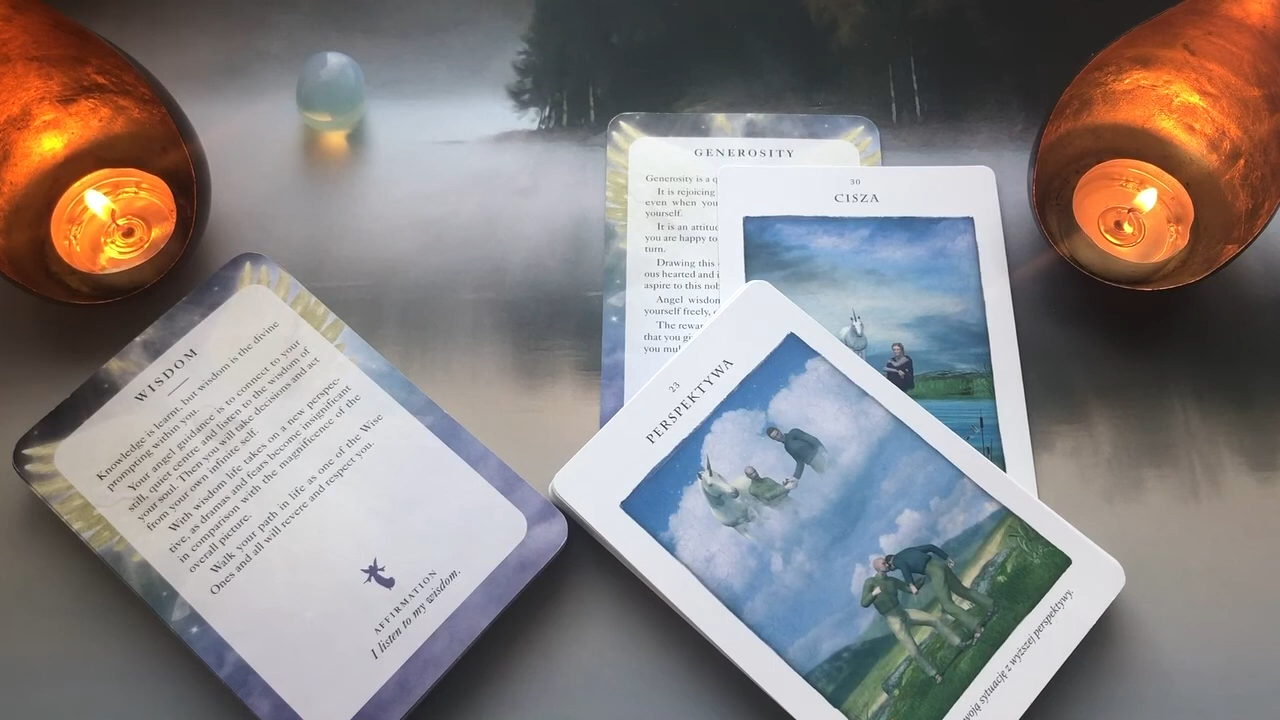 WISDOM
Knowledge is learnt, but wisdom is the divine
prompting within you.
Your angel guidance is to connect to your
still, quiet centre and listen to the wisdom of
your soul. Then you will take decisions and act
from your own infinite self.
With wisdom life takes on a new perspec
tive, as dramas and fears become insignificant
in comparison with the magnificence of the
overall picture.
Walk your path in life as one of the Wise
Ones and all will revere and respect you.
AFFIRMATION
I listen to my wisdom.
GENEROSITY
Generosity is a
It is rejoicing
even when you
yourself.
It is an
you are happy to
turn.
Drawing this
ous hearted and
aspire to this
Angel wisdom
yourself freely,
The
that you
you
30
CISZA
23
PERSPEKTYWA
sytuację z wyższej perspektywy.